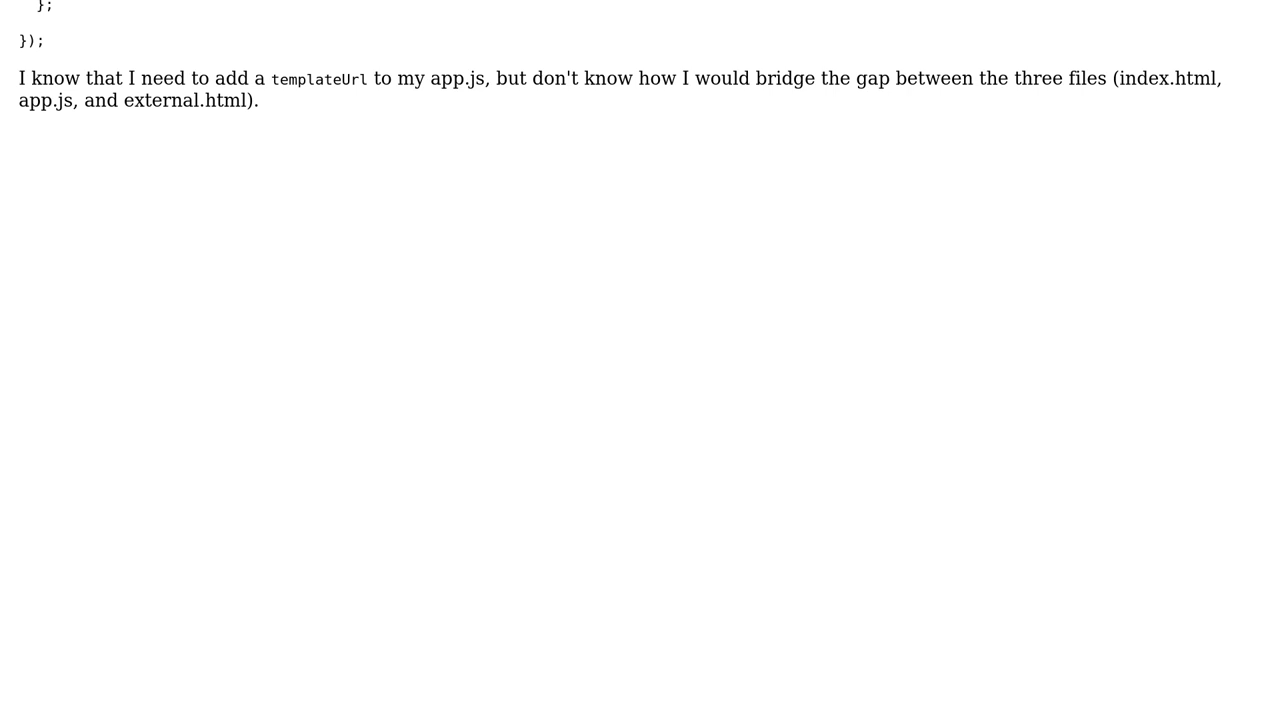 };
});
I know that I need to add a templateUrl to my app.js, but don't know how I would bridge the gap between the three files (index.html,
app.js, and external.html).